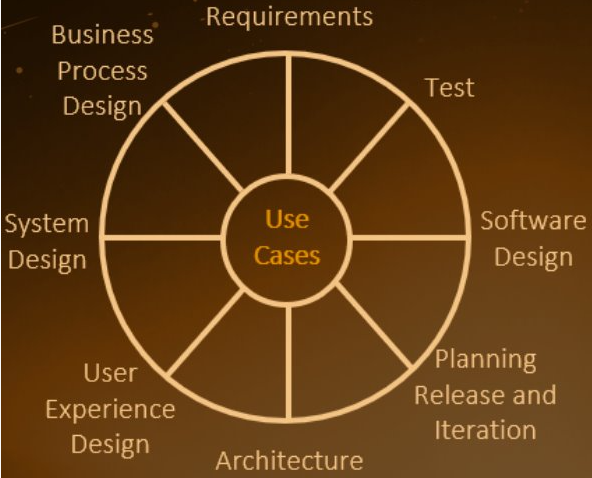 Requirements
Business
Process
Design
Test
System
Design
Use
Cases
Software
Design
User
Experience
Design
Planning
Release and
Iteration
Architecture